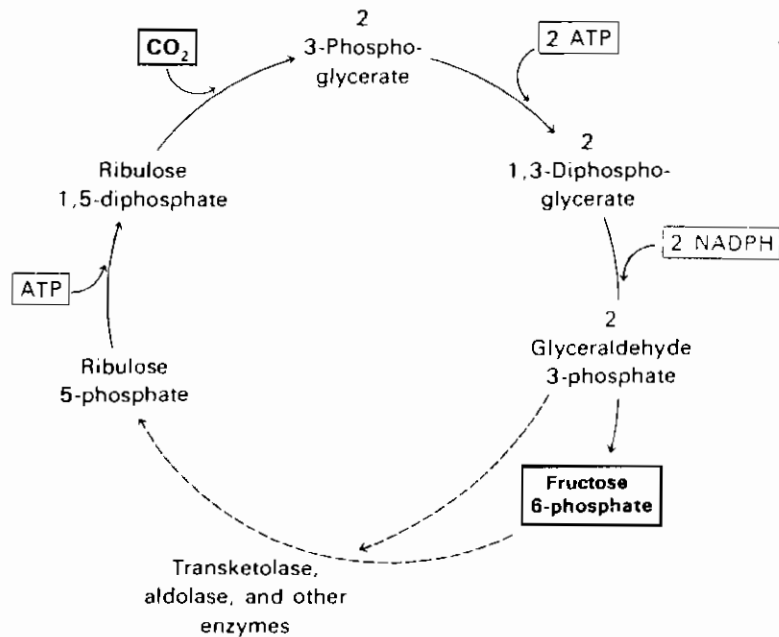 2
3-Phospho-
glycerate
CO₂
2 ATP
2
1,3-Diphospho-
glycerate
Ribulose
1,5-diphosphate
2 NADPH
ATP
2
Glyceraldehyde
3-phosphate
Ribulose
5-phosphate
Fructose
6-phosphate
Transketolase,
aldolase, and other
enzymes